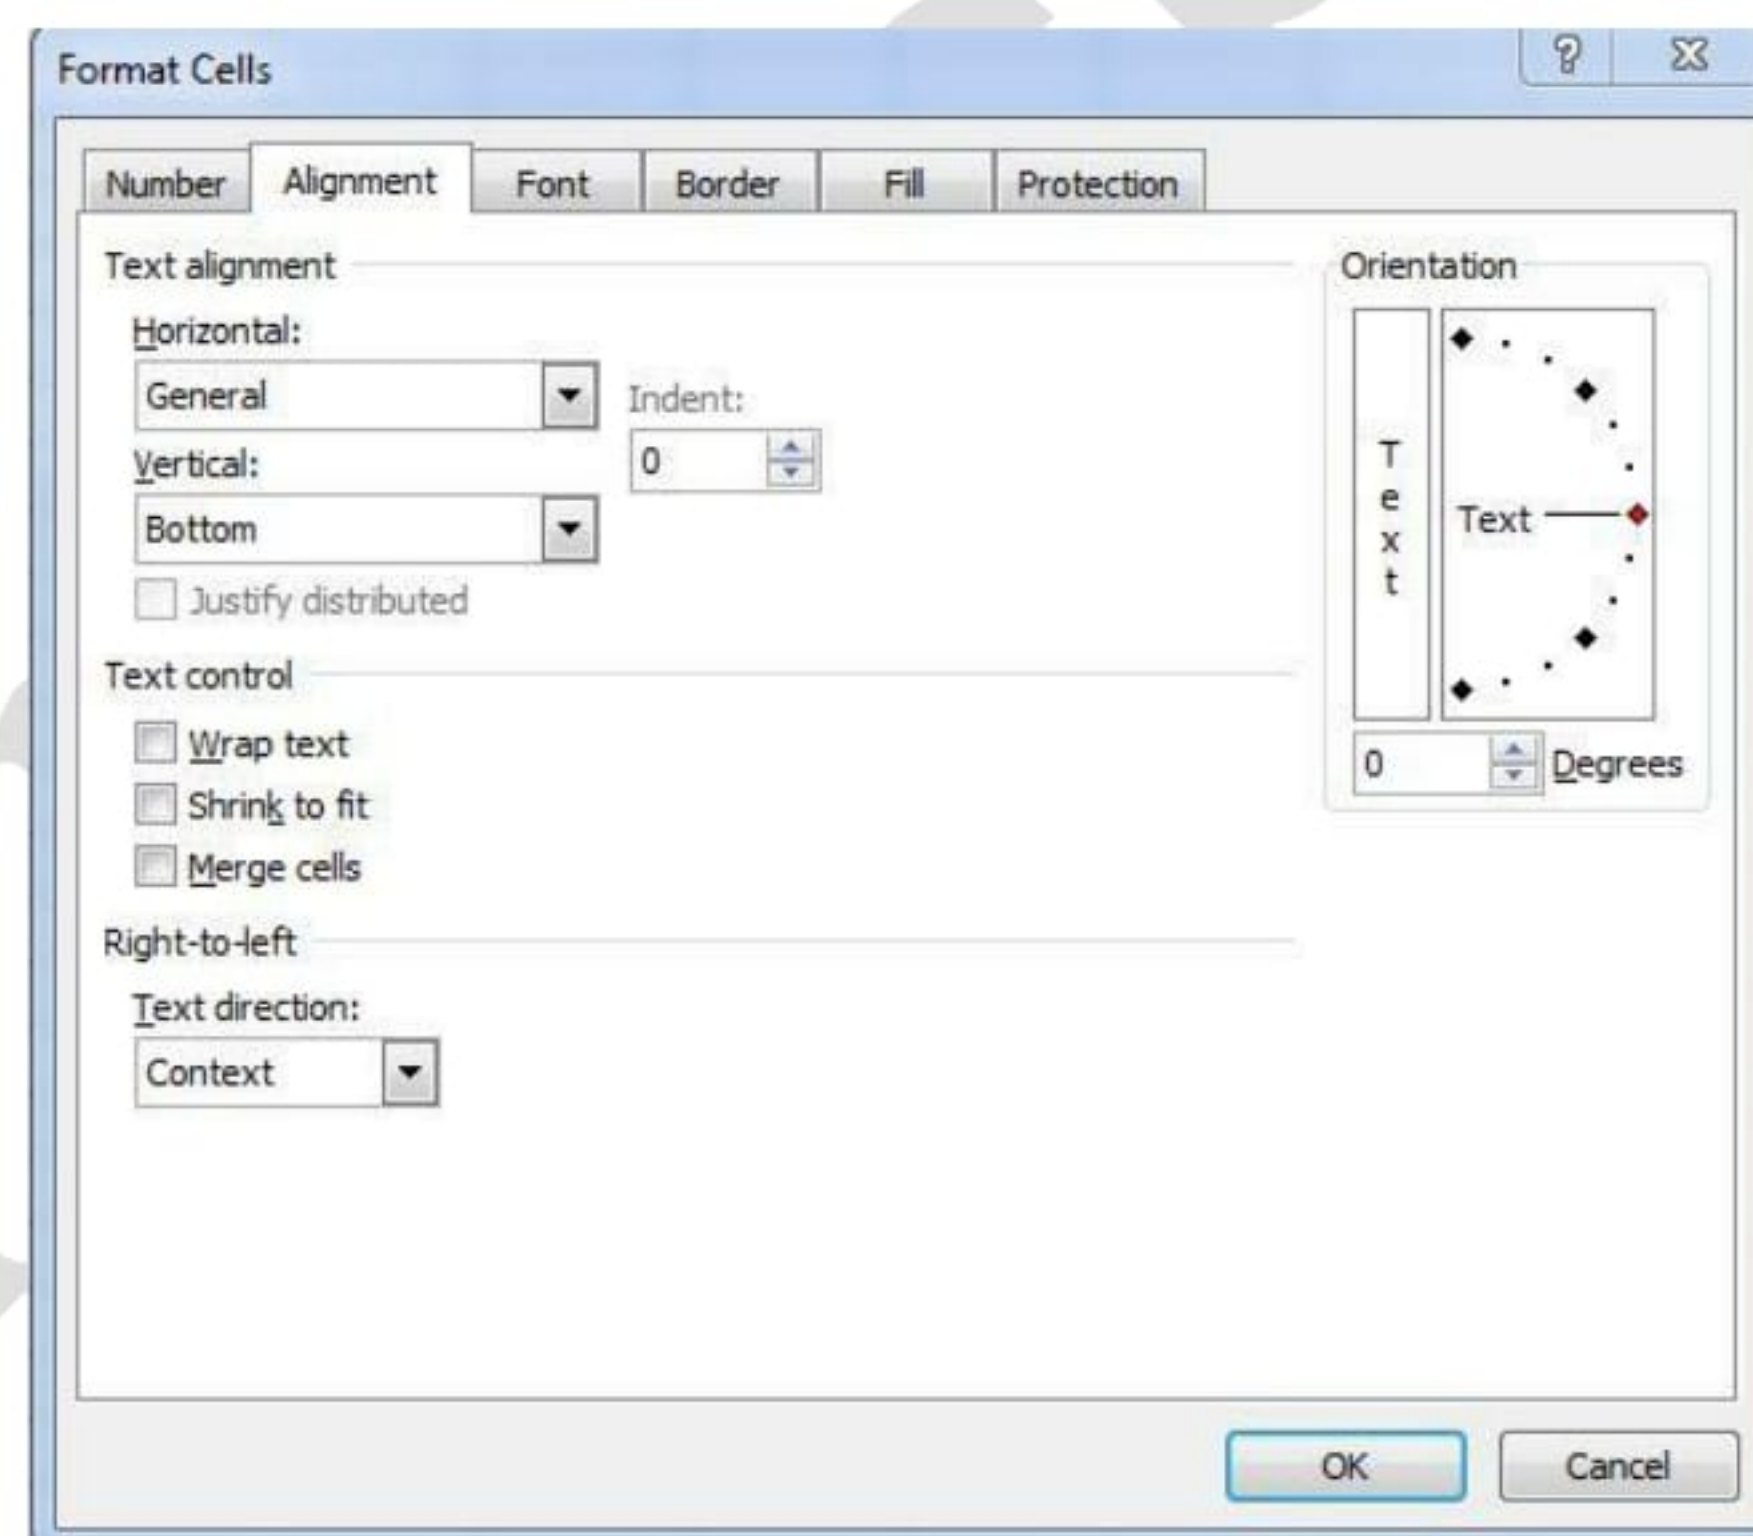 Format Cells
Number Alignment Font Border Fill Protection
Text alignment
Horizontal:
General
Indent:
0
Vertical:
Bottom
Justify distributed
Text control
Wrap text
Shrink to fit
Merge cells
Right-to-left
Text direction:
Context
Orientation
Text
Text
0 Degrees
OK Cancel